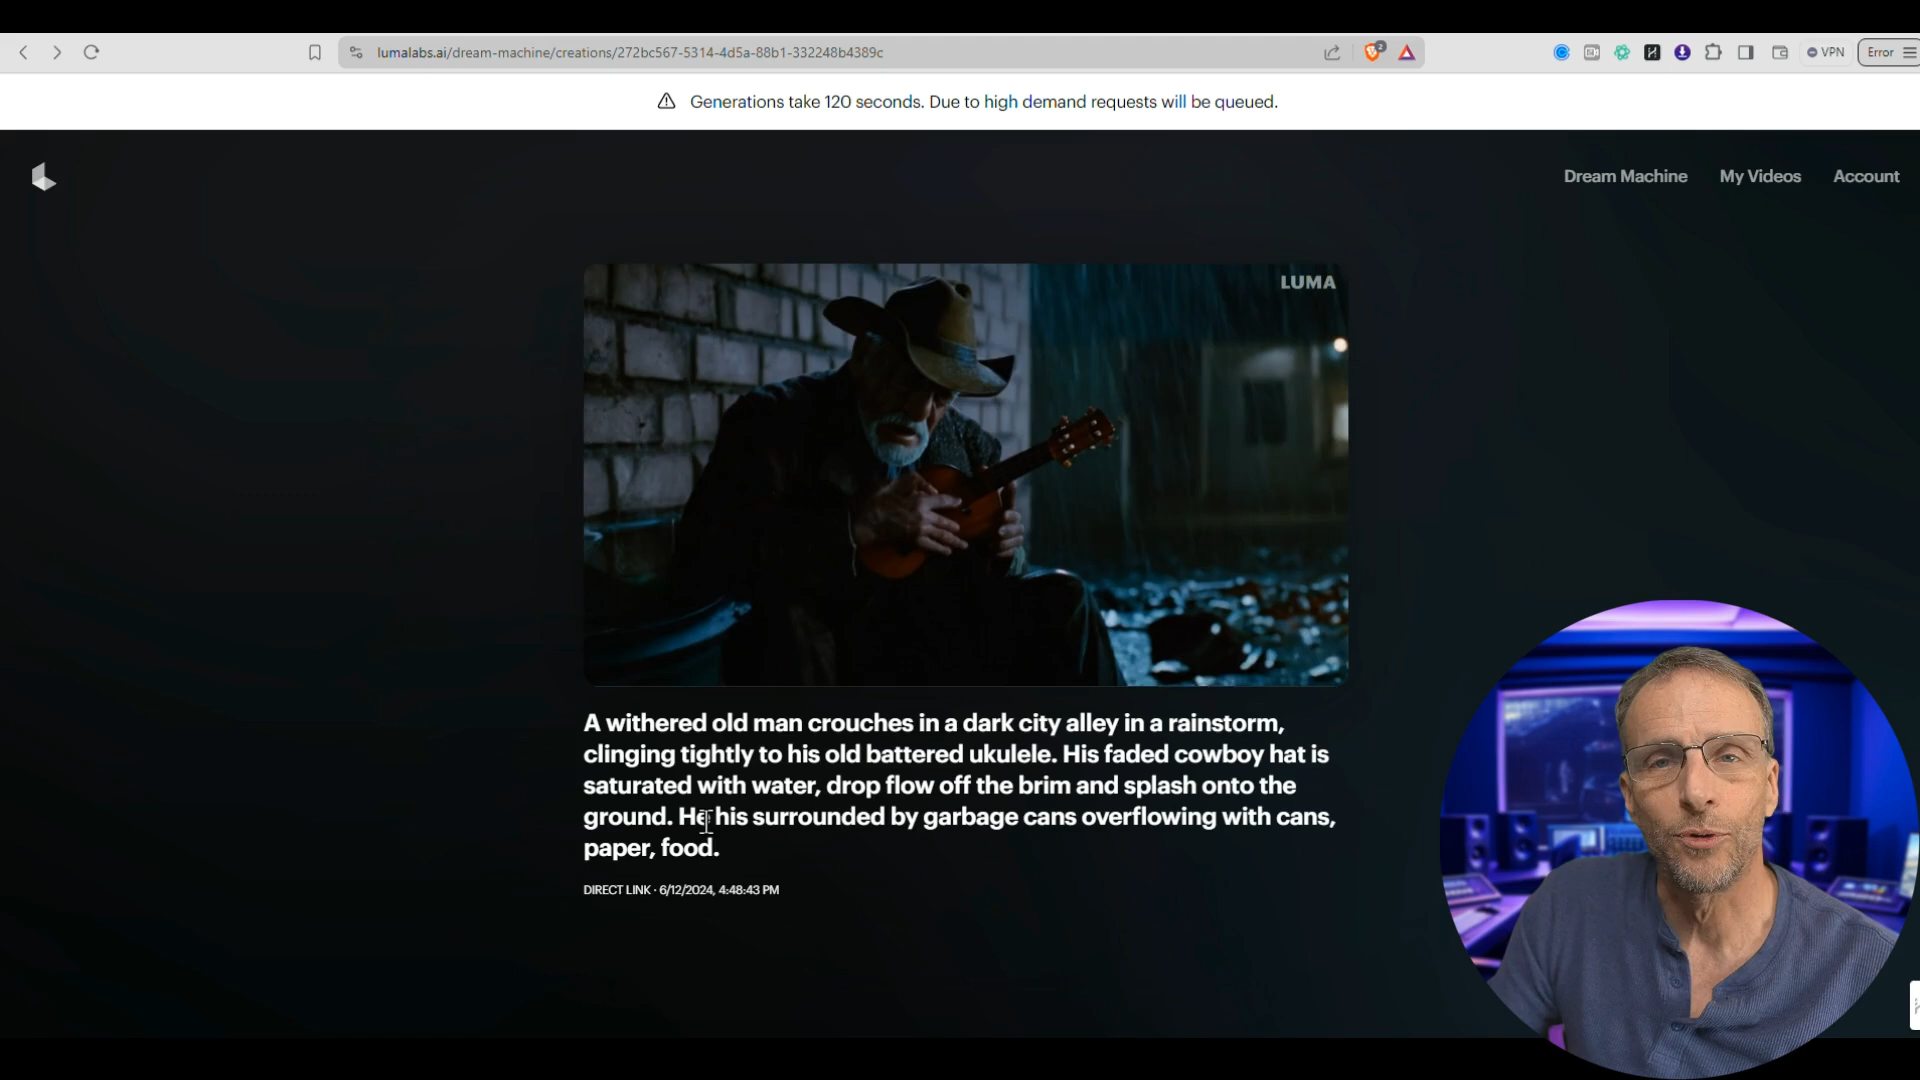 lumalabs.ai/dream-machine/creations/272bc567-5314-4d5a-88b1-332248b4389c
2
VPN
Error
Generations take 120 seconds. Due to high demand requests will be queued.
Dream Machine
My Videos
Account
LUMA
A withered old man crouches in a dark city alley in a rainstorm,
clinging tightly to his old battered ukulele. His faded cowboy hat is
saturated with water, drop flow off the brim and splash onto the
ground. He his surrounded by garbage cans overflowing with cans,
paper, food.
DIRECT LINK · 6/12/2024, 4:48:43 PM